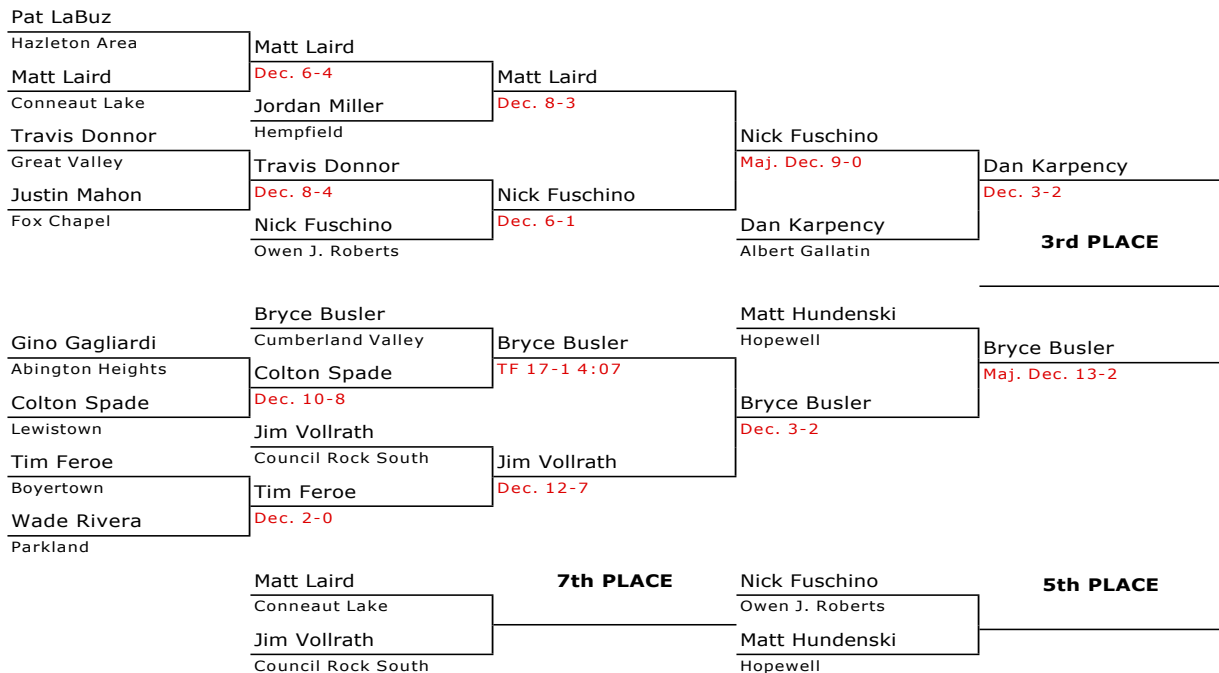 Pat LaBuz
Hazleton Area
Matt Laird
Matt Laird
Dec. 6-4
Matt Laird
Conneaut Lake
Jordan Miller
Dec. 8-3
Travis Donnor
Hempfield
Nick Fuschino
Great Valley
Travis Donnor
Maj. Dec. 9-0
Dan Karpency
Justin Mahon
Dec. 8-4
Nick Fuschino
Dec. 3-2
Fox Chapel
Nick Fuschino
Dec. 6-1
Dan Karpency
Owen J. Roberts
Albert Gallatin
3rd PLACE
Bryce Busler
Matt Hundenski
Gino Gagliardi
Cumberland Valley
Bryce Busler
Hopewell
Bryce Busler
Abington Heights
Colton Spade
TF 17-1 4:07
Maj. Dec. 13-2
Colton Spade
Dec. 10-8
Bryce Busler
Lewistown
Jim Vollrath
Dec. 3-2
Tim Feroe
Council Rock South
Jim Vollrath
Boyertown
Tim Feroe
Dec. 12-7
Wade Rivera
Dec. 2-0
Parkland
Matt Laird
7th PLACE
Nick Fuschino
5th PLACE
Conneaut Lake
Owen J. Roberts
Jim Vollrath
Matt Hundenski
Council Rock South
Hopewell